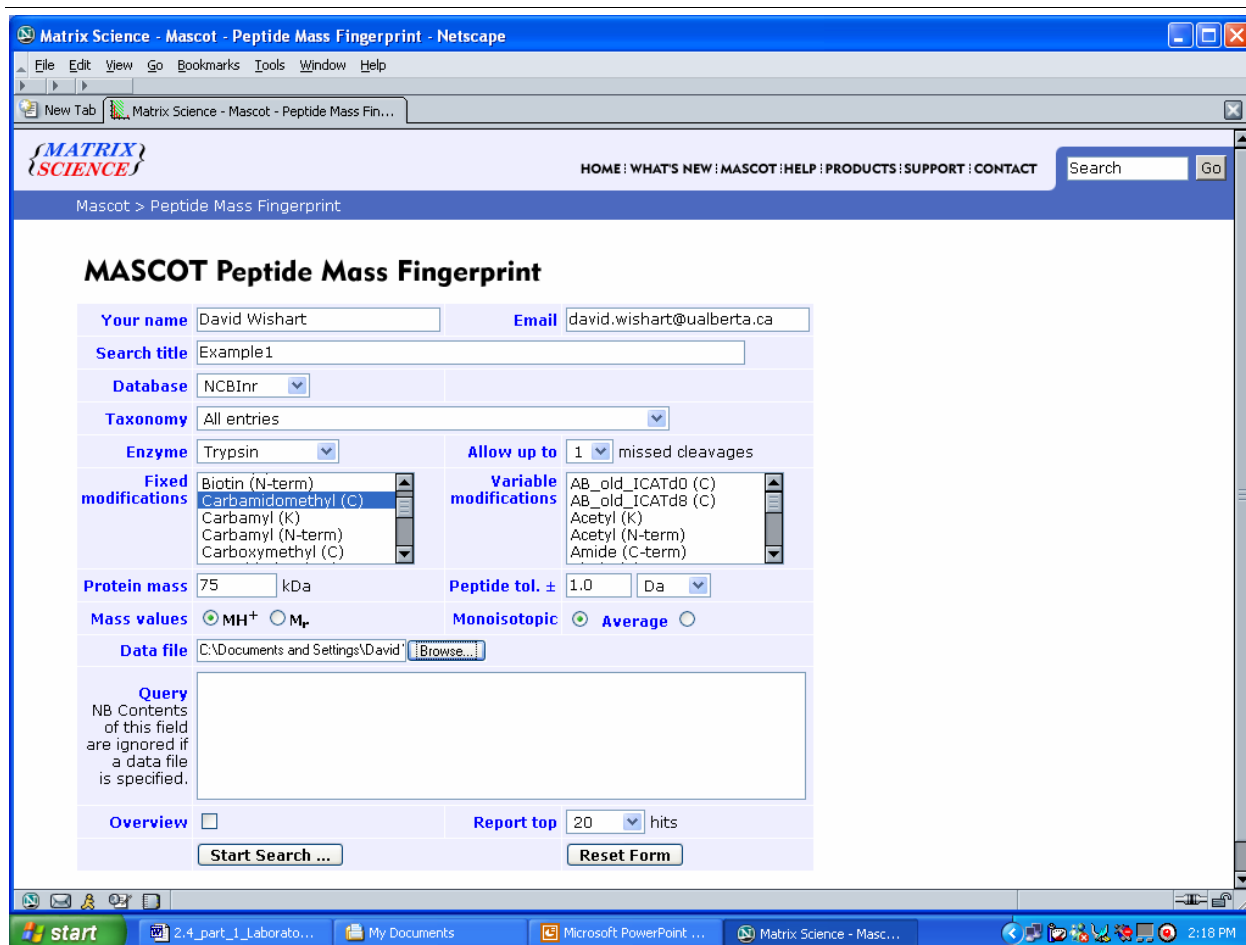 Matrix Science - Mascot - Peptide Mass Fingerprint - Netscape
File Edit View Go Bookmarks Tools Window Help
New Tab Matrix Science - Mascot - Peptide Mass Fin...
{MATRIX SCIENCE}
HOME : WHAT'S NEW : MASCOT : HELP : PRODUCTS : SUPPORT : CONTACT Search Go
Mascot > Peptide Mass Fingerprint
MASCOT Peptide Mass Fingerprint
Your name David Wishart Email david.wishart@ualberta.ca
Search title Example1
Database NCBInr
Taxonomy All entries
Enzyme Trypsin Allow up to 1 missed cleavages
Fixed modifications Biotin (N-term) Variable modifications AB_old_ICATd0 (C)
Carbamidomethyl (C) AB_old_ICATd8 (C)
Carbamyl (K) Acetyl (K)
Carbamyl (N-term) Acetyl (N-term)
Carboxymethyl (C) Amide (C-term)
Protein mass 75 kDa Peptide tol. ± 1.0 Da
Mass values MH+ Mr Monoisotopic Average
Data file C:\Documents and Settings\David' Browse...
Query
NB Contents
of this field
are ignored if
a data file
is specified.
Overview Report top 20 hits
Start Search ... Reset Form
start 2.4_part_1_Laborato... My Documents Microsoft PowerPoint ... Matrix Science - Masc... 2:18 PM